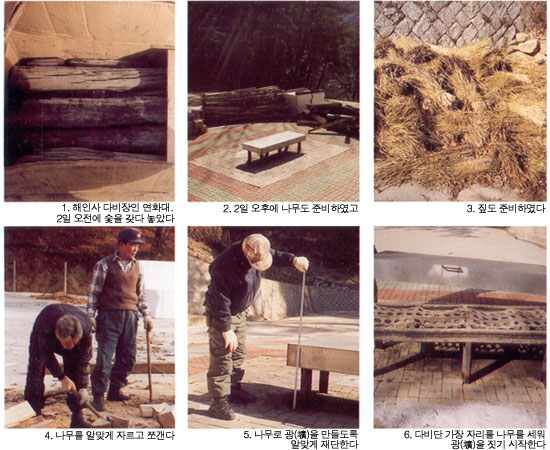 1. 해인사 다비장인 연화대.
2일 오전에 숯을 갖다 놓았다
2. 2일 오후에 나무도 준비하였고
3. 짚도 준비하였다
4. 나무를 알맞게 자르고 쪼갠다
5. 나무로 광(壙)을 만들도록
알맞게 재단한다
6. 다비단 가장 자리를 나무를 세워
광(壙)을 짓기 시작한다